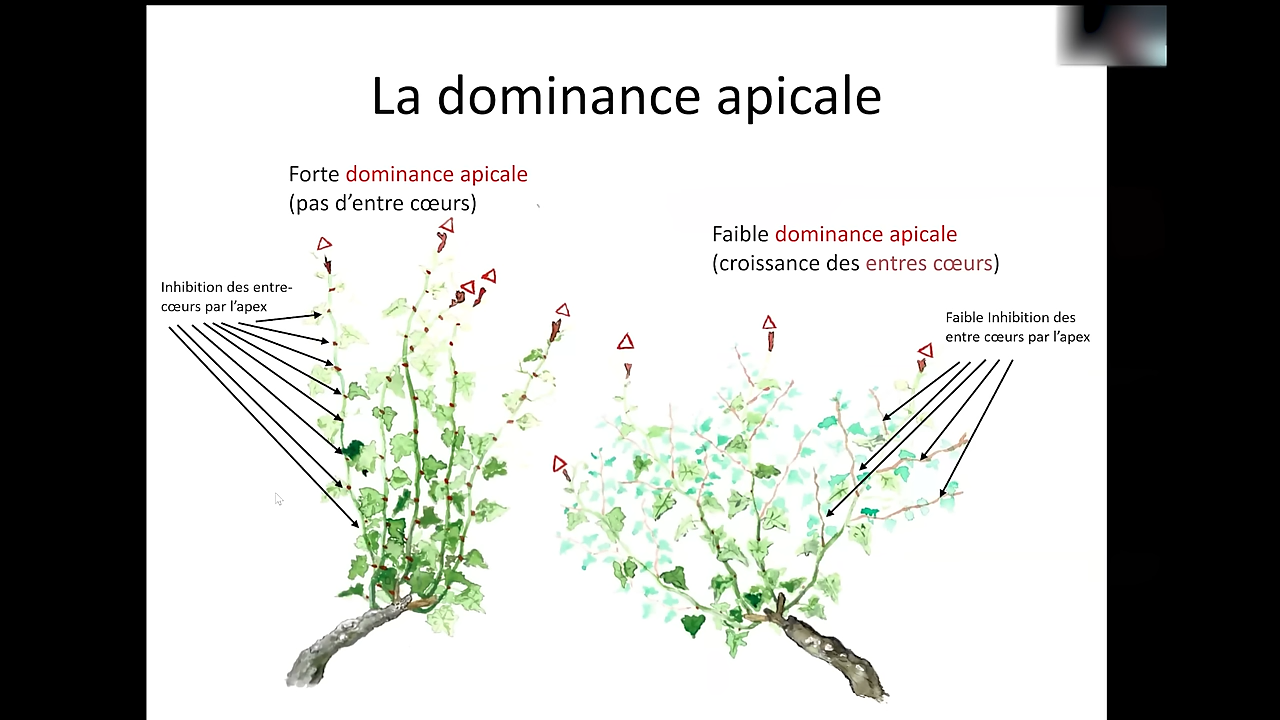 La dominance apicale
Forte dominance apicale
(pas d’entre cœurs)
Faible dominance apicale
(croissance des entres cœurs)
Inhibition des entre-
cœurs par l’apex
Faible Inhibition des
entre cœurs par l’apex